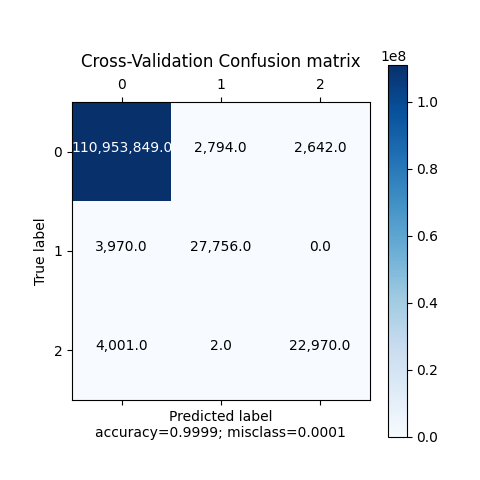 Cross-Validation Confusion matrix
1e8
0 1 2
0 110,953,849.0 2,794.0 2,642.0
1 3,970.0 27,756.0 0.0
2 4,001.0 2.0 22,970.0
True label
Predicted label
accuracy=0.9999; misclass=0.0001
1.0
0.8
0.6
0.4
0.2
0.0